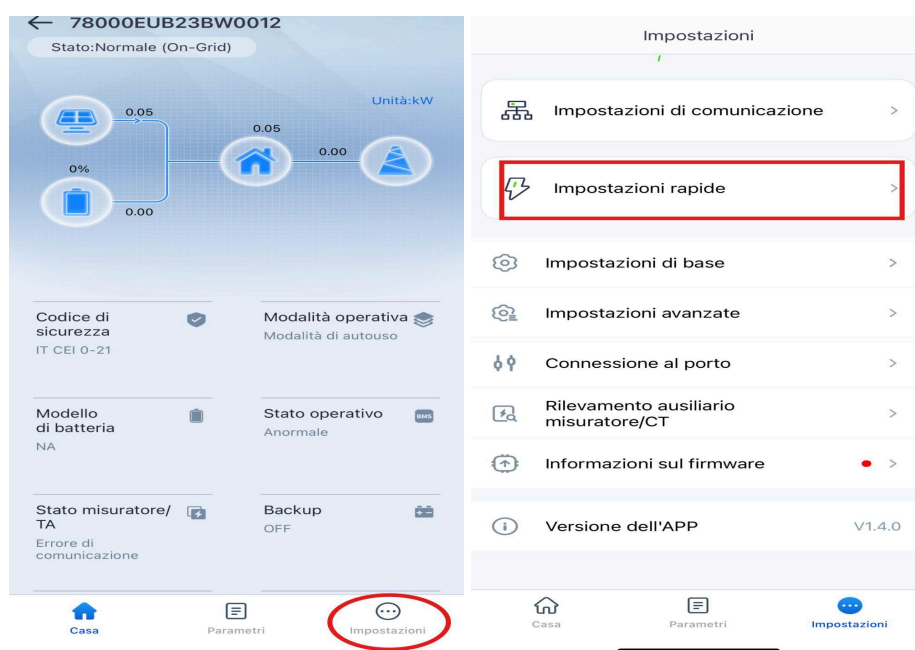 78000EUB23BW0012
Stato:Normale (On-Grid)
Unità:kW
0.05
0.05
0.00
0%
0.00
Codice di
sicurezza
IT CEI 0-21
Modalità operativa
Modalità di autouso
Modello
di batteria
NA
Stato operativo
Anormale
BMS
Stato misuratore/
TA
Errore di
comunicazione
Backup
OFF
Casa
Parametri
Impostazioni
Impostazioni
Impostazioni di comunicazione
Impostazioni rapide
Impostazioni di base
Impostazioni avanzate
Connessione al porto
Rilevamento ausiliario
misuratore/CT
Informazioni sul firmware
Versione dell'APP
V1.4.0
Casa
Parametri
Impostazioni